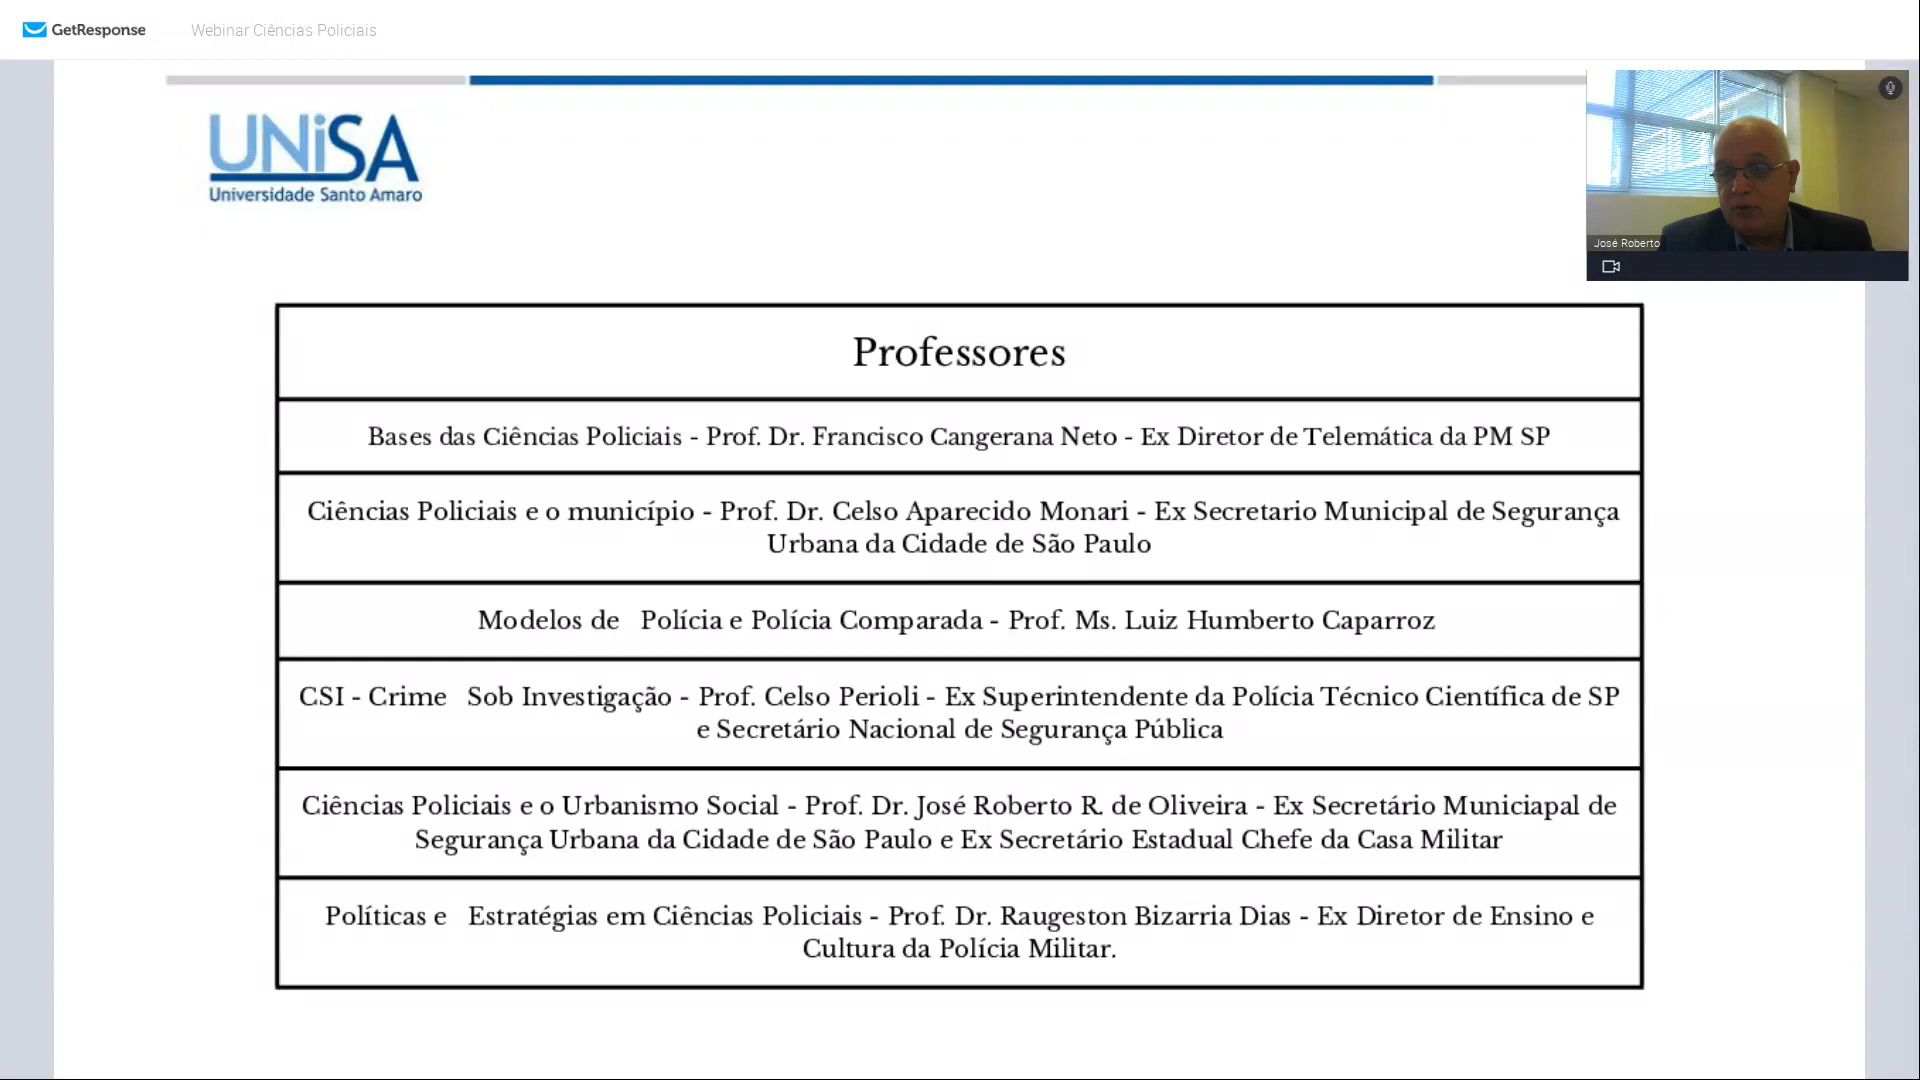 GetResponse
Webinar Ciências Policiais
UNiSA
Universidade Santo Amaro
José Roberto
Professores
Bases das Ciências Policiais - Prof. Dr. Francisco Cangerana Neto - Ex Diretor de Telemática da PM SP
Ciências Policiais e o município - Prof. Dr. Celso Aparecido Monari - Ex Secretario Municipal de Segurança
Urbana da Cidade de São Paulo
Modelos de Polícia e Polícia Comparada - Prof. Ms. Luiz Humberto Caparroz
CSI - Crime Sob Investigação - Prof. Celso Perioli - Ex Superintendente da Polícia Técnico Científica de SP
e Secretário Nacional de Segurança Pública
Ciências Policiais e o Urbanismo Social - Prof. Dr. José Roberto R. de Oliveira - Ex Secretário Municiapal de
Segurança Urbana da Cidade de São Paulo e Ex Secretário Estadual Chefe da Casa Militar
Políticas e Estratégias em Ciências Policiais - Prof. Dr. Raugeston Bizarria Dias - Ex Diretor de Ensino e
Cultura da Polícia Militar.